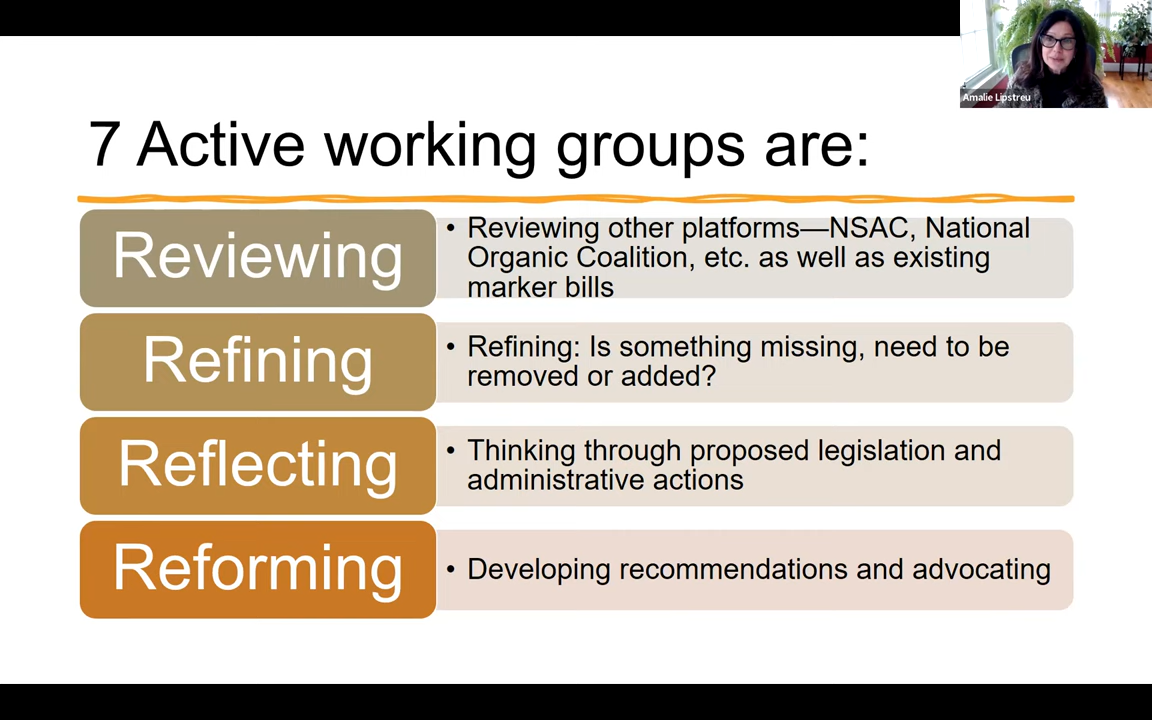 Amalie Lipstreu
7 Active working groups are:
Reviewing
• Reviewing other platforms—NSAC, National
Organic Coalition, etc. as well as existing
marker bills
Refining
• Refining: Is something missing, need to be
removed or added?
Reflecting
• Thinking through proposed legislation and
administrative actions
Reforming
• Developing recommendations and advocating